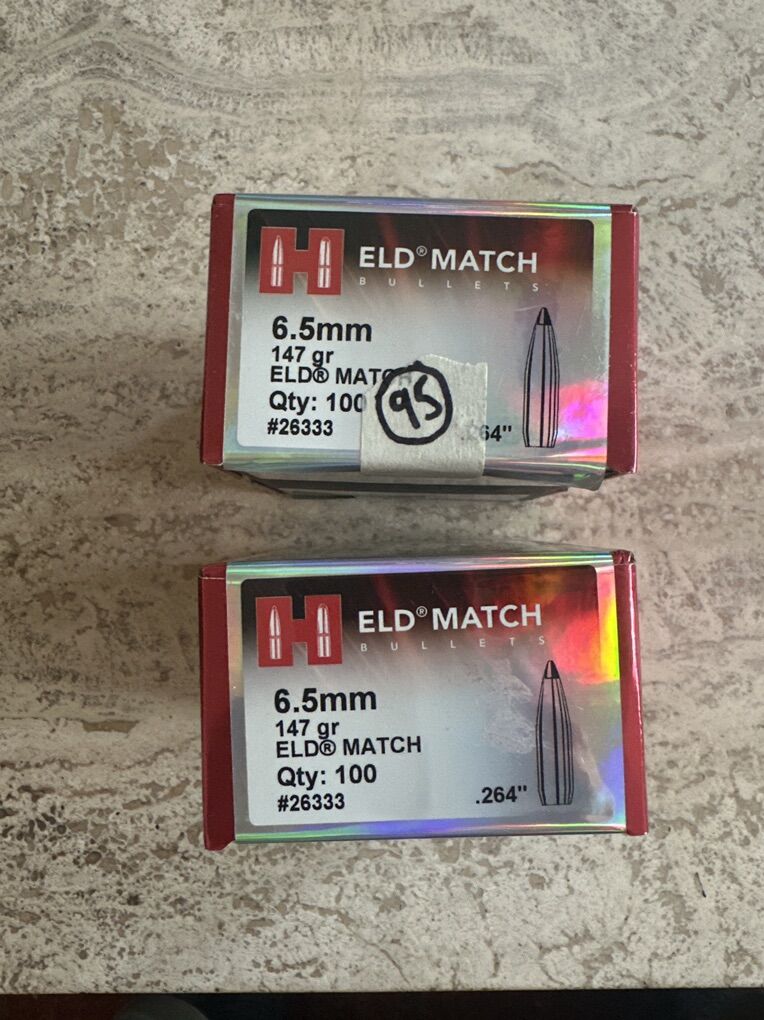 ELD® MATCH
BULLETS
6.5mm
147 gr
ELD® MATCH
Qty: 100
95
#26333
.264"
ELD® MATCH
BULLETS
6.5mm
147 gr
ELD® MATCH
Qty: 100
#26333
.264"